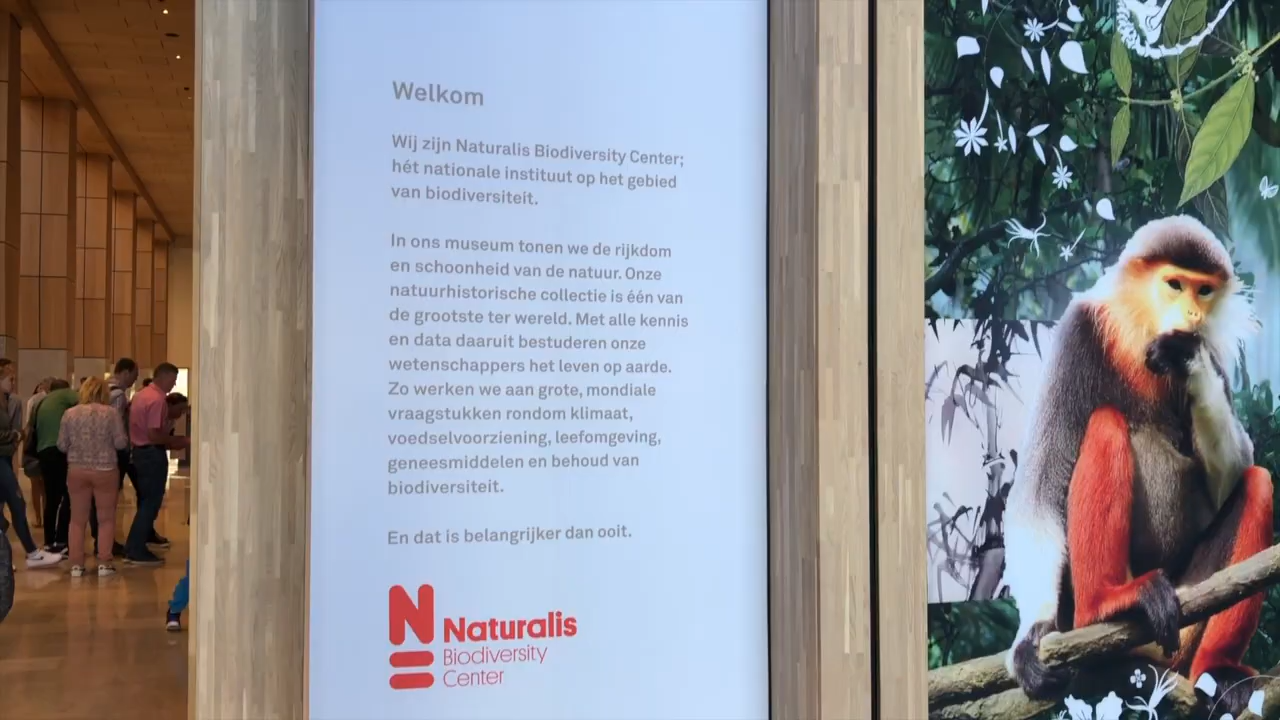 Welkom
Wij zijn Naturalis Biodiversity Center;
hét nationale instituut op het gebied
van biodiversiteit.
In ons museum tonen we de rijkdom
en schoonheid van de natuur. Onze
natuurhistorische collectie is één van
de grootste ter wereld. Met alle kennis
en data daaruit bestuderen onze
wetenschappers het leven op aarde.
Zo werken we aan grote, mondiale
vraagstukken rondom klimaat,
voedselvoorziening, leefomgeving,
geneesmiddelen en behoud van
biodiversiteit.
En dat is belangrijker dan ooit.
N
Naturalis
Biodiversity
Center